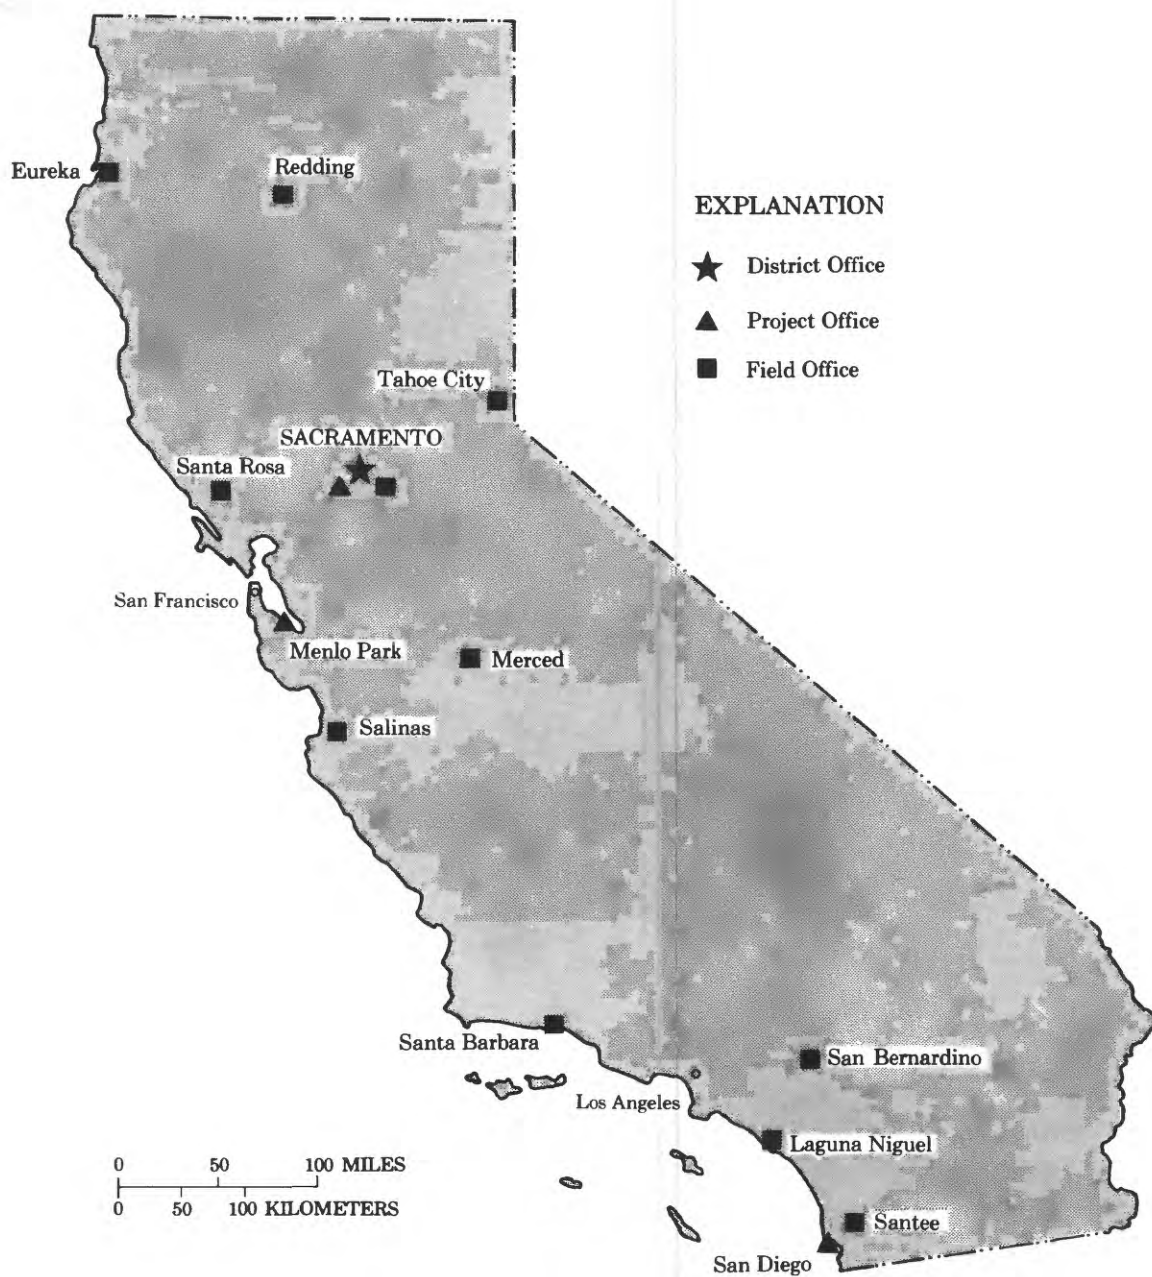 Eureka
Redding
EXPLANATION
District Office
Project Office
Field Office
Tahoe City
SACRAMENTO
Santa Rosa
San Francisco
Menlo Park
Merced
Salinas
Santa Barbara
San Bernardino
Los Angeles
Laguna Niguel
0 50 100 MILES
0 50 100 KILOMETERS
Santee
San Diego